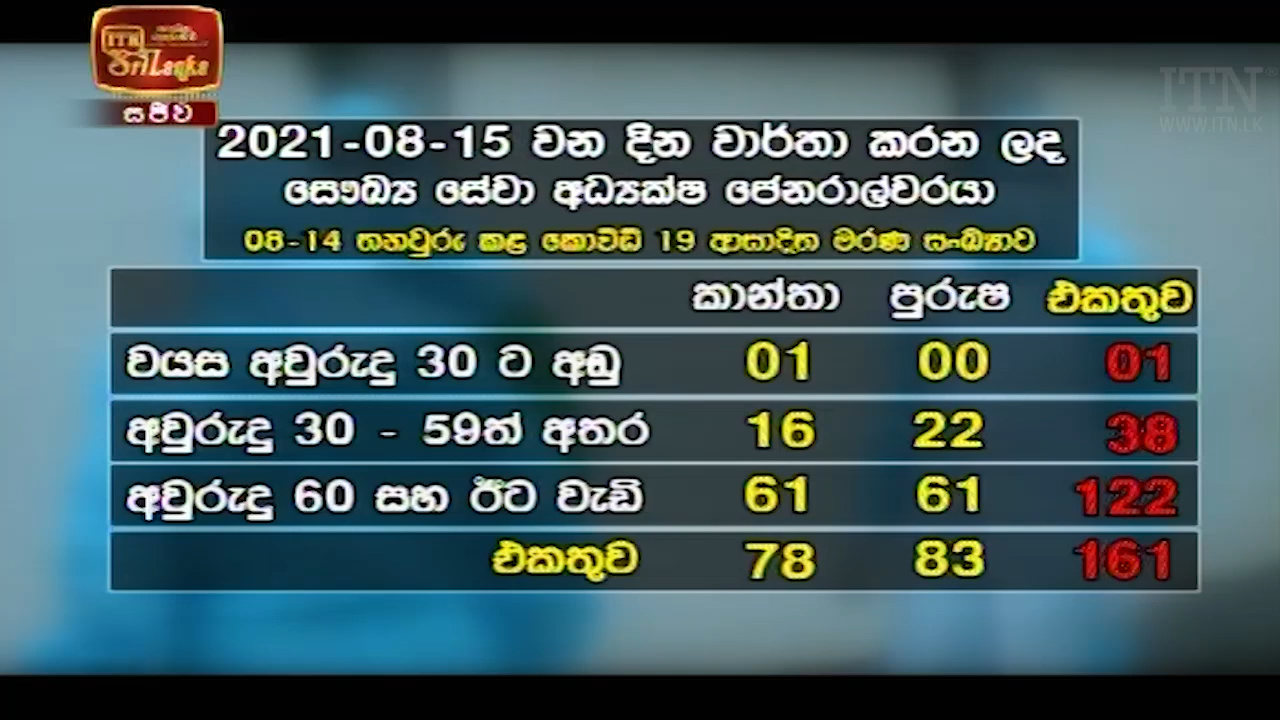 ITN
Sri Lanka
සජීව
ITN
WWW.ITN.LK
2021-08-15 වන දින වාර්තා කරන ලද
සෞඛ්‍ය සේවා අධ්‍යක්ෂ ජෙනරාල්වරයා
08-14 තහවුරු කළ කොවිඩ් 19 ආසාදිත මරණ සංඛ්‍යාව
කාන්තා පුරුෂ එකතුව
වයස අවුරුදු 30 ට අඩු 01 00 01
අවුරුදු 30 - 59ත් අතර 16 22 38
අවුරුදු 60 සහ ඊට වැඩි 61 61 122
එකතුව 78 83 161